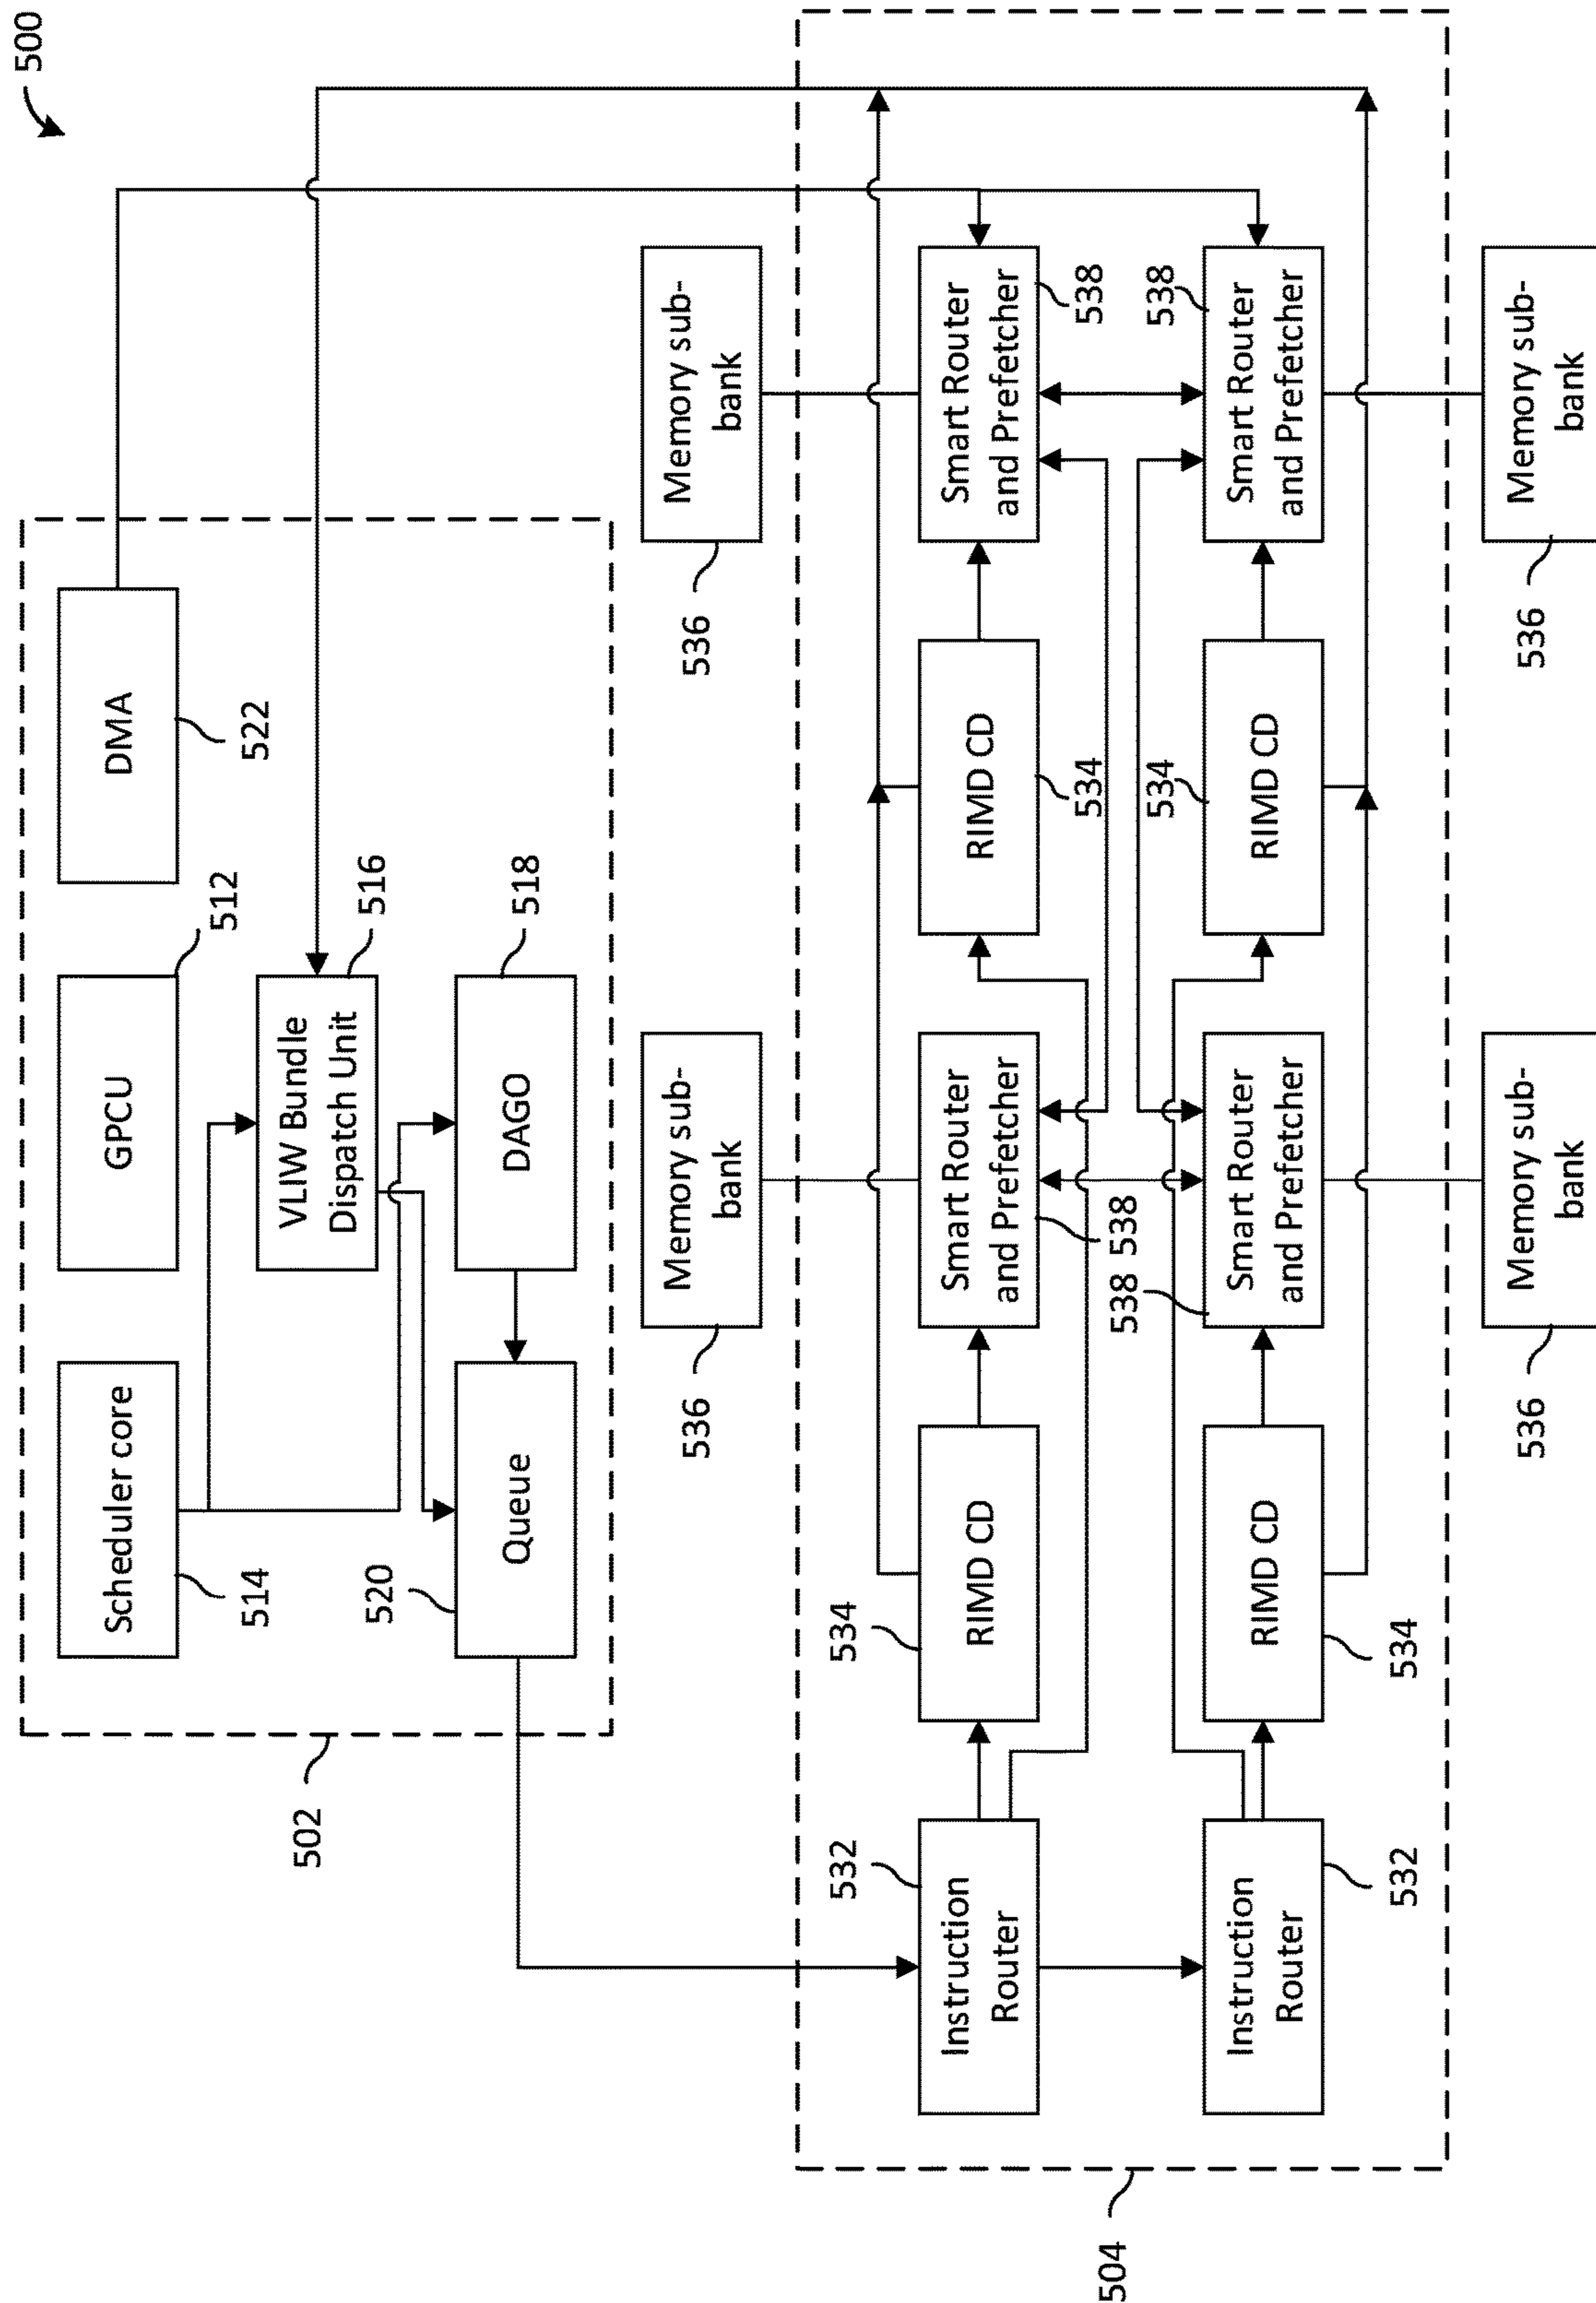 500
Scheduler core
GPCU
DMA
514
512
522
VLIW Bundle
Dispatch Unit
516
520
Queue
DAGO
518
502
536
Memory sub-
bank
536
Memory sub-
bank
532
534
Instruction
Router
RIMD CD
Smart Router
and Prefetcher
RIMD CD
Smart Router
and Prefetcher
538
534
538
538
534
538
Instruction
Router
RIMD CD
Smart Router
and Prefetcher
RIMD CD
Smart Router
and Prefetcher
532
534
504
536
Memory sub-
bank
536
Memory sub-
bank